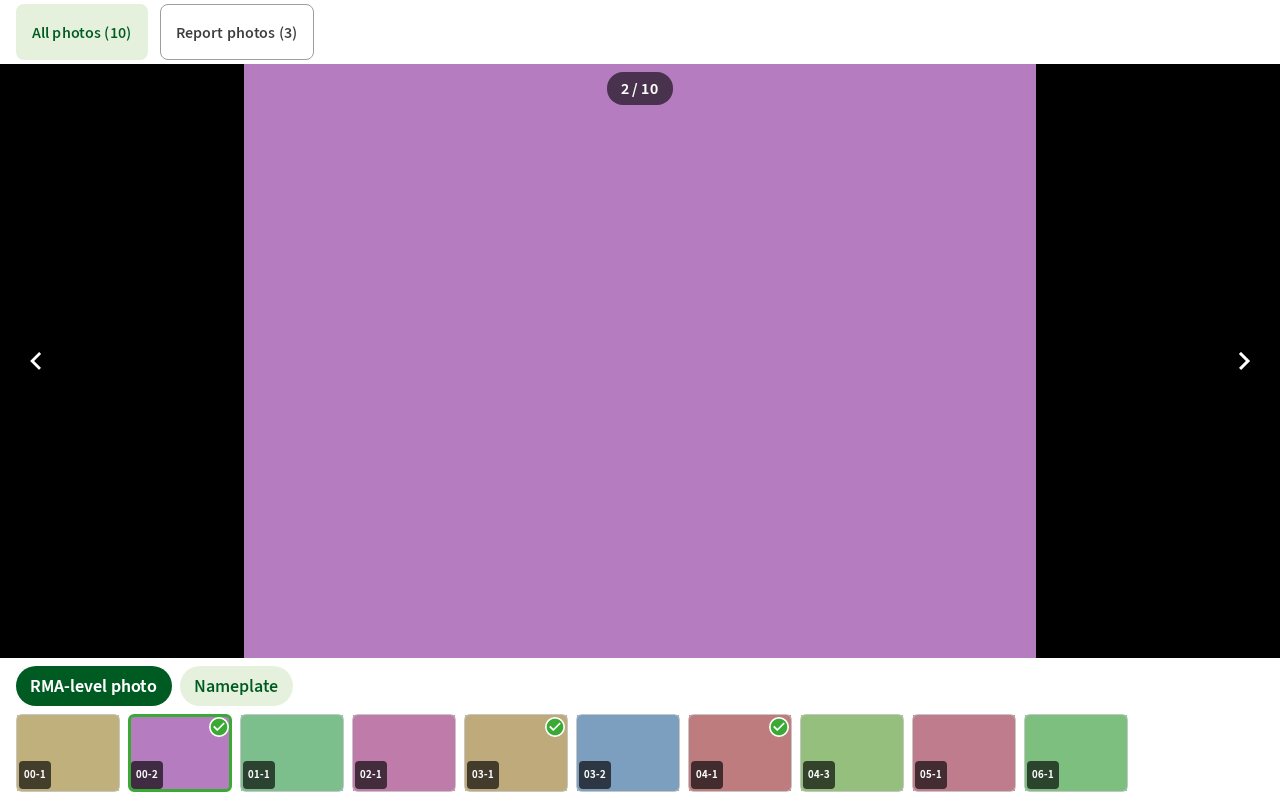 All photos (10)
Report photos (3)
2 / 10
RMA-level photo
Nameplate
00-1
00-2
01-1
02-1
03-1
03-2
04-1
04-3
05-1
06-1